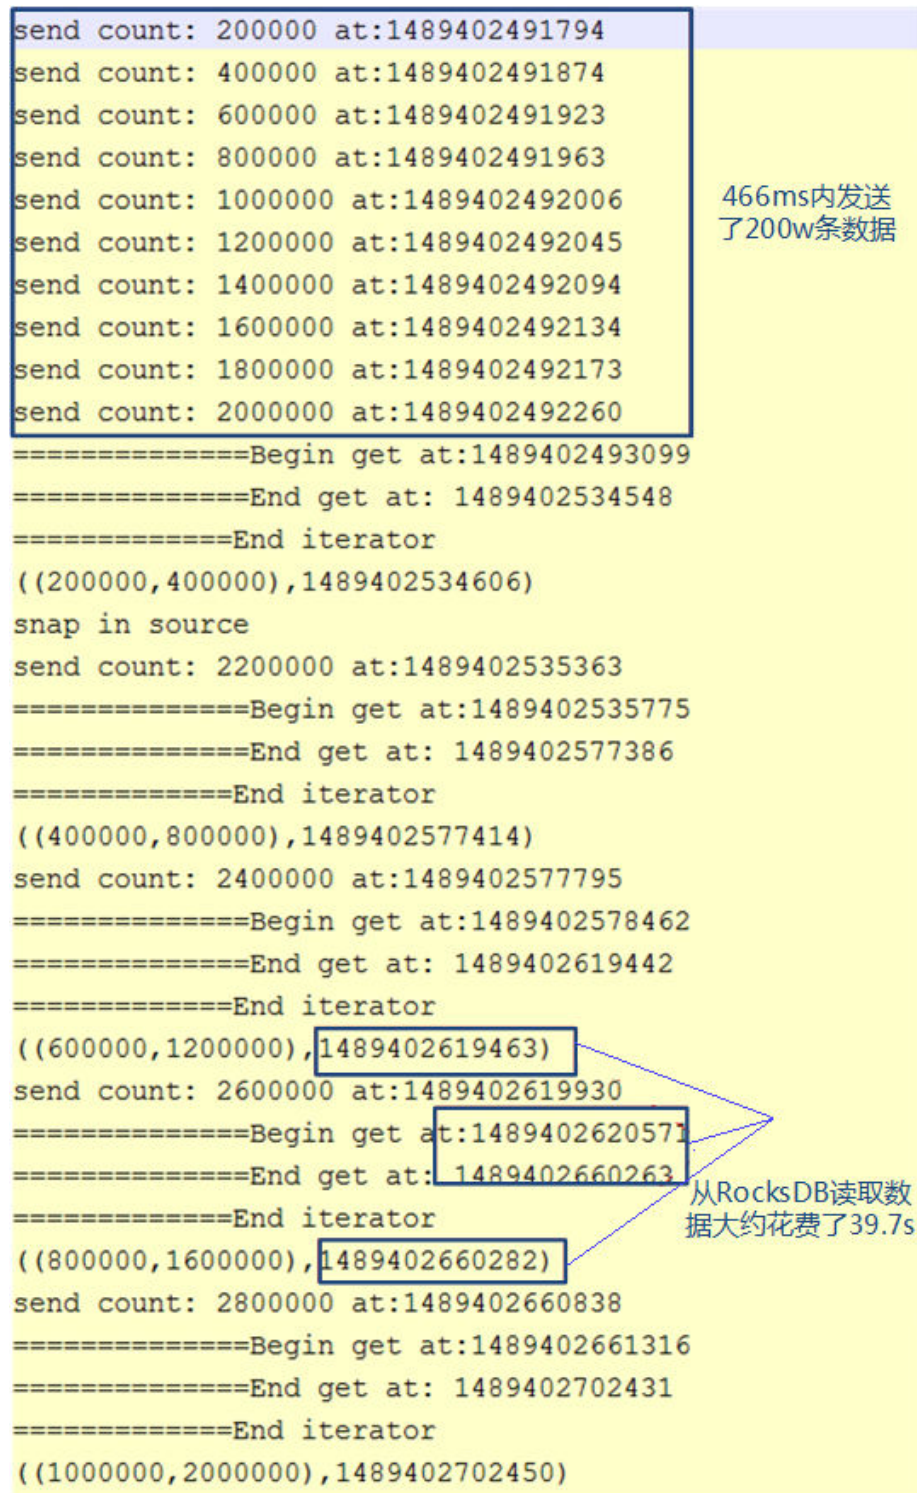 send count: 200000 at:1489402491794
send count: 400000 at:1489402491874
send count: 600000 at:1489402491923
send count: 800000 at:1489402491963
send count: 1000000 at:1489402492006
send count: 1200000 at:1489402492045
send count: 1400000 at:1489402492094
send count: 1600000 at:1489402492134
send count: 1800000 at:1489402492173
send count: 2000000 at:1489402492260
466ms内发送
了200w条数据
==============Begin get at:1489402493099
==============End get at: 1489402534548
=============End iterator
((200000,400000),1489402534606)
snap in source
send count: 2200000 at:1489402535363
==============Begin get at:1489402535775
==============End get at: 1489402577386
=============End iterator
((400000,800000),1489402577414)
send count: 2400000 at:1489402577795
==============Begin get at:1489402578462
==============End get at: 1489402619442
=============End iterator
((600000,1200000),1489402619463)
send count: 2600000 at:1489402619930
==============Begin get at:1489402620571
==============End get at: 1489402660263
=============End iterator
((800000,1600000),1489402660282)
从RocksDB读取数
据大约花费了39.7s
send count: 2800000 at:1489402660838
==============Begin get at:1489402661316
==============End get at: 1489402702431
=============End iterator
((1000000,2000000),1489402702450)